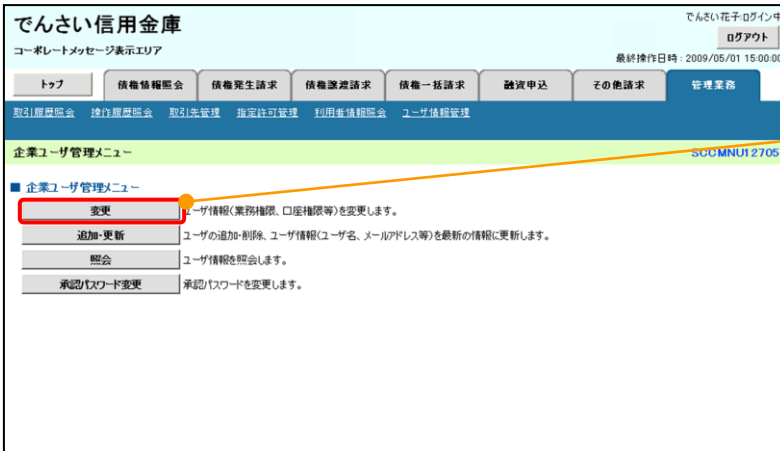 でんさい信用金庫
でんさい花子:ログイン中
ログアウト
コーポレートメッセージ表示エリア
最終操作日時：2009/05/01 15:00:00
トップ 債権情報照会 債権発生請求 債権譲渡請求 債権一括請求 融資申込 その他請求 管理業務
取引履歴照会 操作履歴照会 取引先管理 指定許可管理 利用者情報照会 ユーザ情報管理
企業ユーザ管理メニュー SCCMNU12705
■ 企業ユーザ管理メニュー
変更 ユーザ情報(業務権限、口座権限等)を変更します。
追加・更新 ユーザの追加・削除、ユーザ情報(ユーザ名、メールアドレス等)を最新の情報に更新します。
照会 ユーザ情報を照会します。
承認パスワード変更 承認パスワードを変更します。